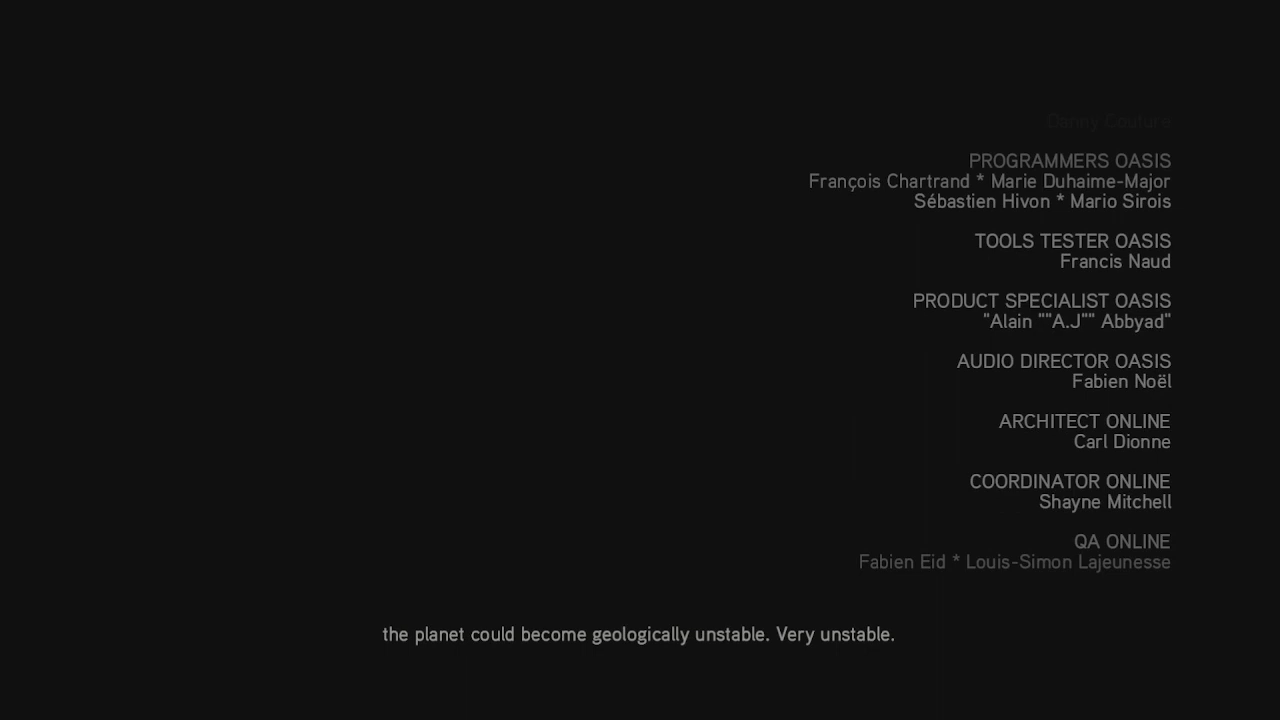 Danny Couture
PROGRAMMERS OASIS
François Chartrand * Marie Duhaime-Major
Sébastien Hivon * Mario Sirois
TOOLS TESTER OASIS
Francis Naud
PRODUCT SPECIALIST OASIS
"Alain ""A.J"" Abbyad"
AUDIO DIRECTOR OASIS
Fabien Noël
ARCHITECT ONLINE
Carl Dionne
COORDINATOR ONLINE
Shayne Mitchell
QA ONLINE
Fabien Eid * Louis-Simon Lajeunesse
the planet could become geologically unstable. Very unstable.